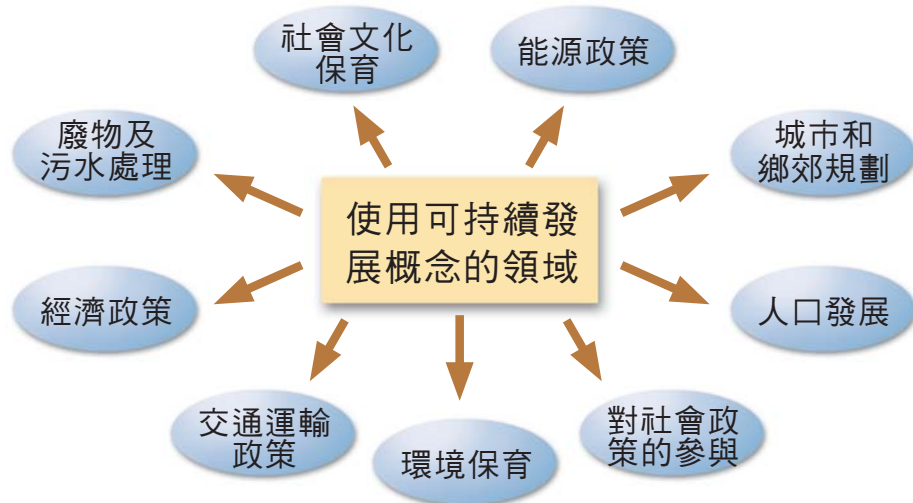 社會文化
保育
能源政策
廢物及
污水處理
城市和
鄉郊規劃
使用可持續發
展概念的領域
經濟政策
人口發展
交通運輸
政策
環境保育
對社會政
策的參與